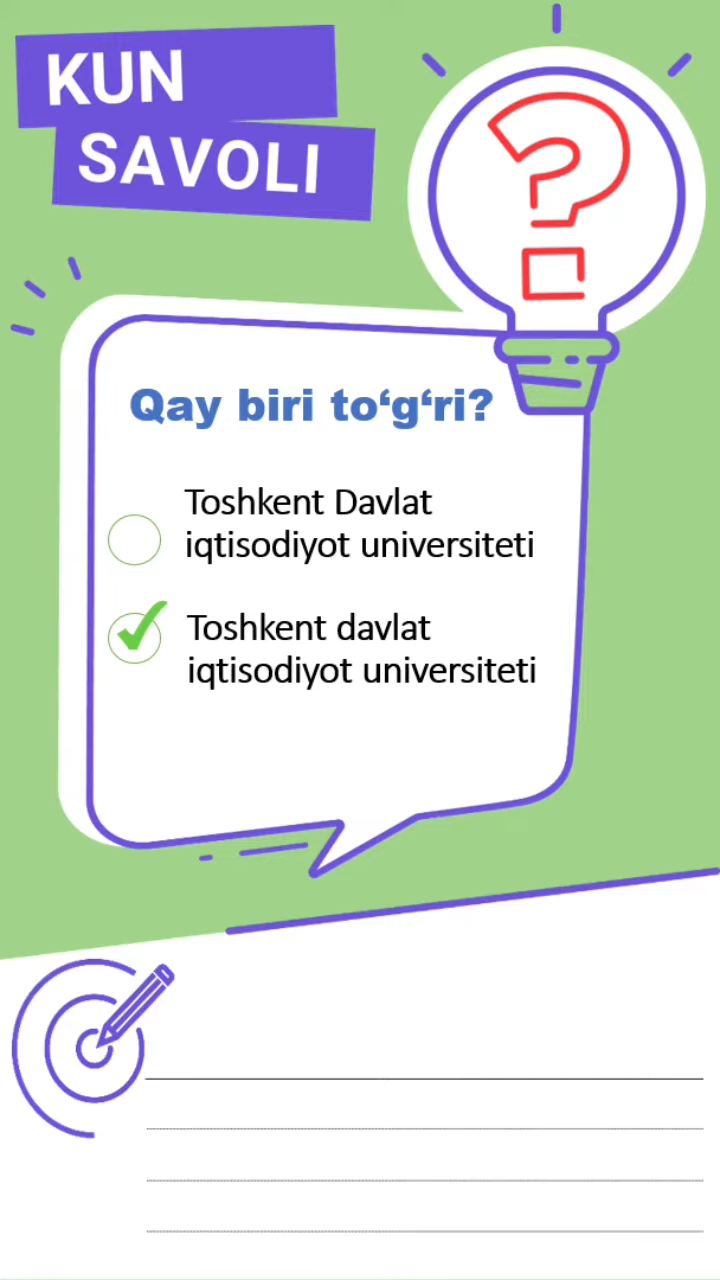 KUN
SAVOLI
Qay biri to‘g‘ri?
Toshkent Davlat
iqtisodiyot universiteti
Toshkent davlat
iqtisodiyot universiteti